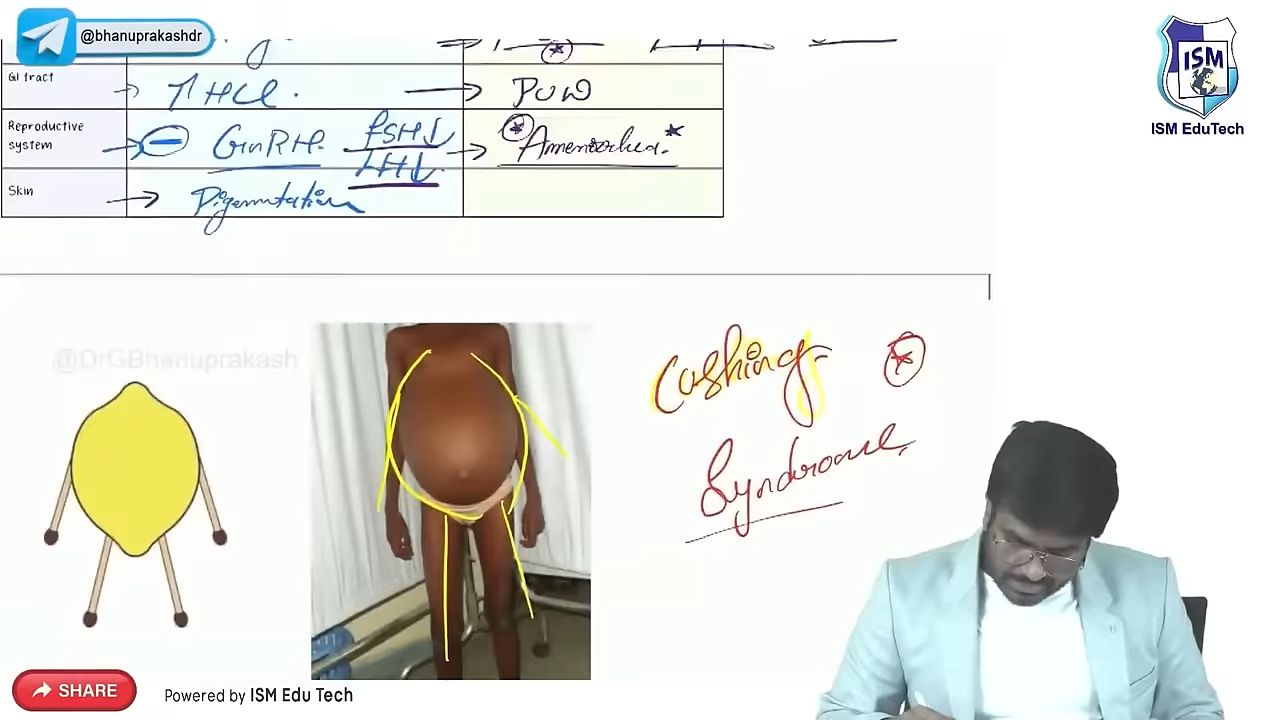 @bhanuprakashdr
GI tract
↑ HCl. → PUD
Reproductive
system
GnRH. FSH↓
LH↓
Amenorrhea.
Skin
Pigmentation
@DrGBhanuprakash
Cushing
Syndrome
ISM
ISM EduTech
SHARE
Powered by ISM Edu Tech